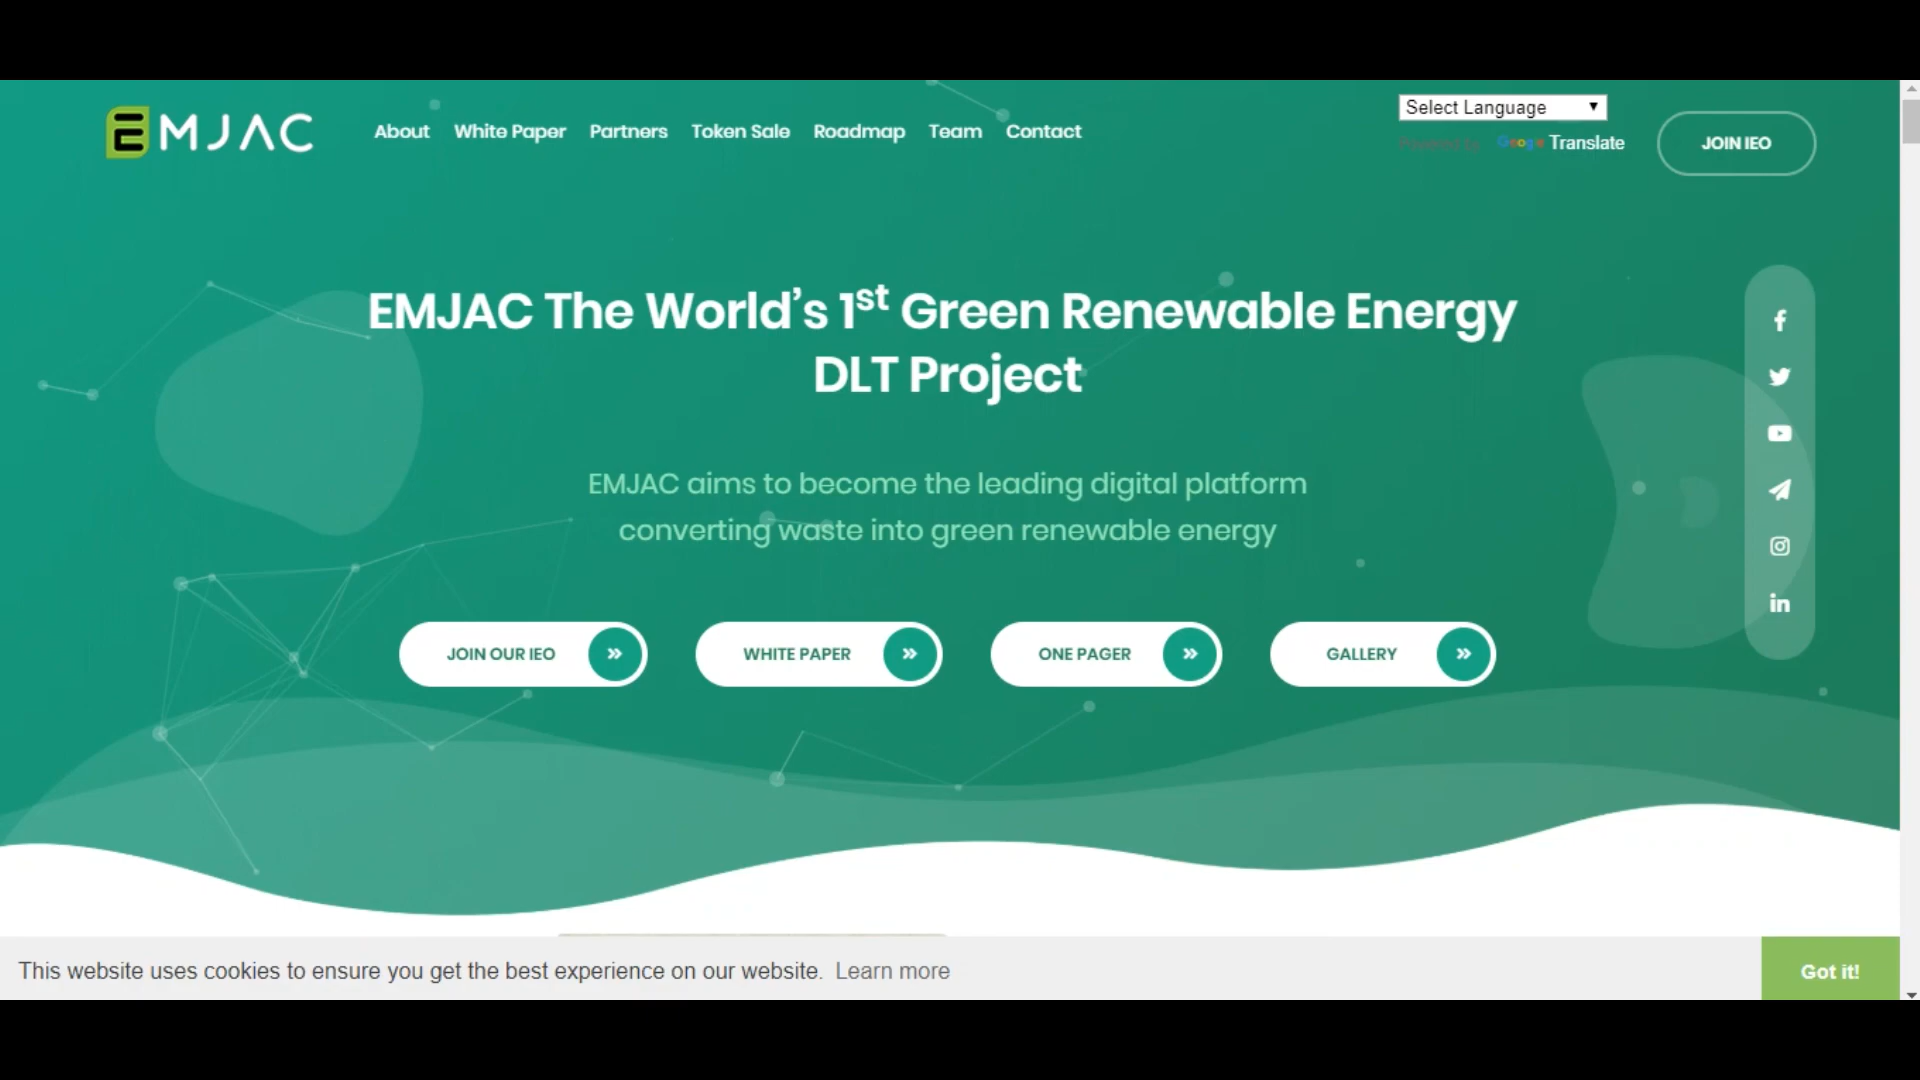 EMJAC
About White Paper Partners Token Sale Roadmap Team Contact
Select Language
Powered by Google Translate
JOIN IEO
EMJAC The World's 1st Green Renewable Energy
DLT Project
EMJAC aims to become the leading digital platform
converting waste into green renewable energy
JOIN OUR IEO
WHITE PAPER
ONE PAGER
GALLERY
This website uses cookies to ensure you get the best experience on our website. Learn more
Got it!